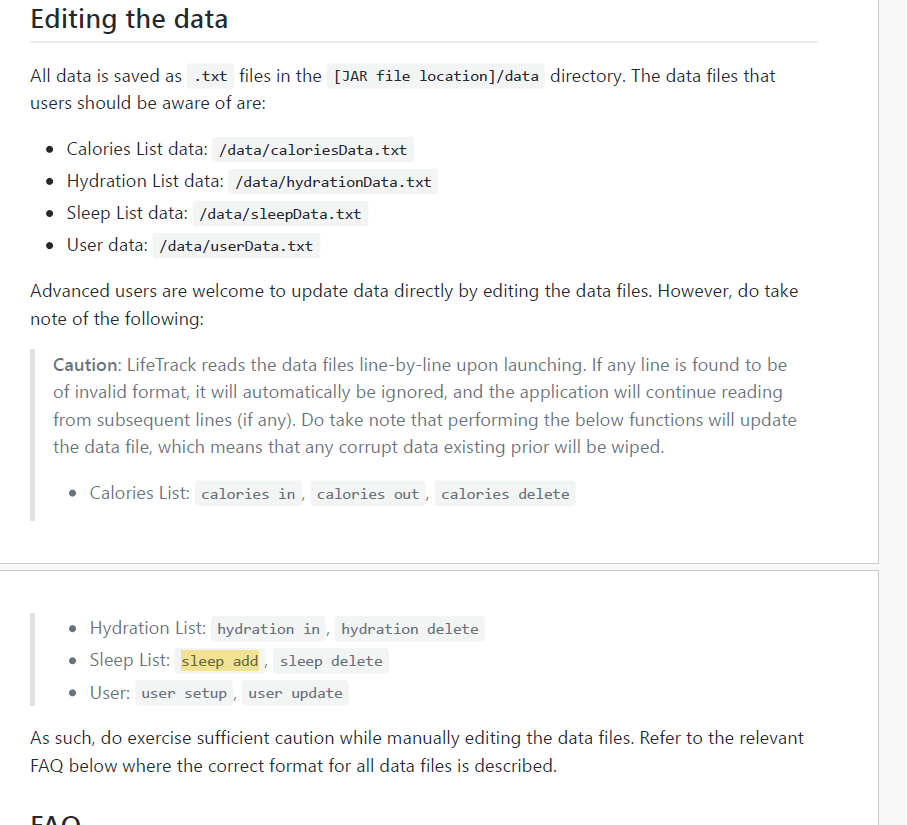 Editing the data
All data is saved as .txt files in the [JAR file location]/data directory. The data files that
users should be aware of are:
• Calories List data: /data/caloriesData.txt
• Hydration List data: /data/hydrationData.txt
• Sleep List data: /data/sleepData.txt
• User data: /data/userData.txt
Advanced users are welcome to update data directly by editing the data files. However, do take
note of the following:
Caution: LifeTrack reads the data files line-by-line upon launching. If any line is found to be
of invalid format, it will automatically be ignored, and the application will continue reading
from subsequent lines (if any). Do take note that performing the below functions will update
the data file, which means that any corrupt data existing prior will be wiped.
• Calories List: calories in, calories out, calories delete
• Hydration List: hydration in, hydration delete
• Sleep List: sleep add, sleep delete
• User: user setup, user update
As such, do exercise sufficient caution while manually editing the data files. Refer to the relevant
FAQ below where the correct format for all data files is described.
FAQ